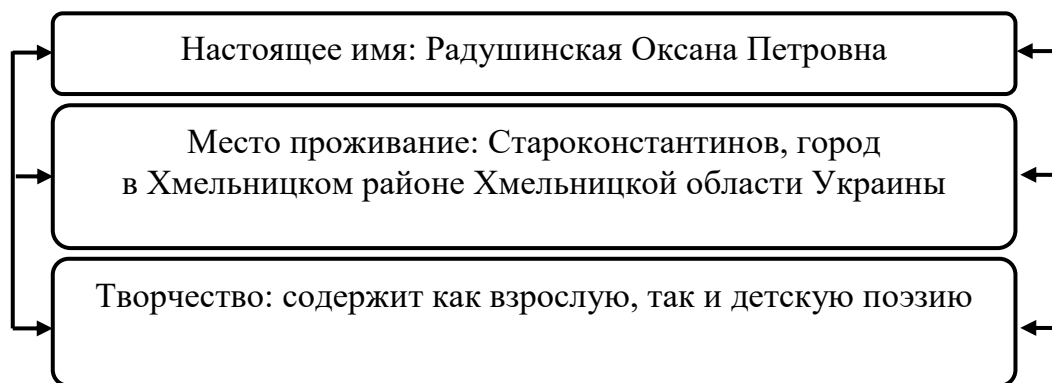 Настоящее имя: Радушинская Оксана Петровна
Место проживание: Староконстантинов, город
в Хмельницком районе Хмельницкой области Украины
Творчество: содержит как взрослую, так и детскую поэзию